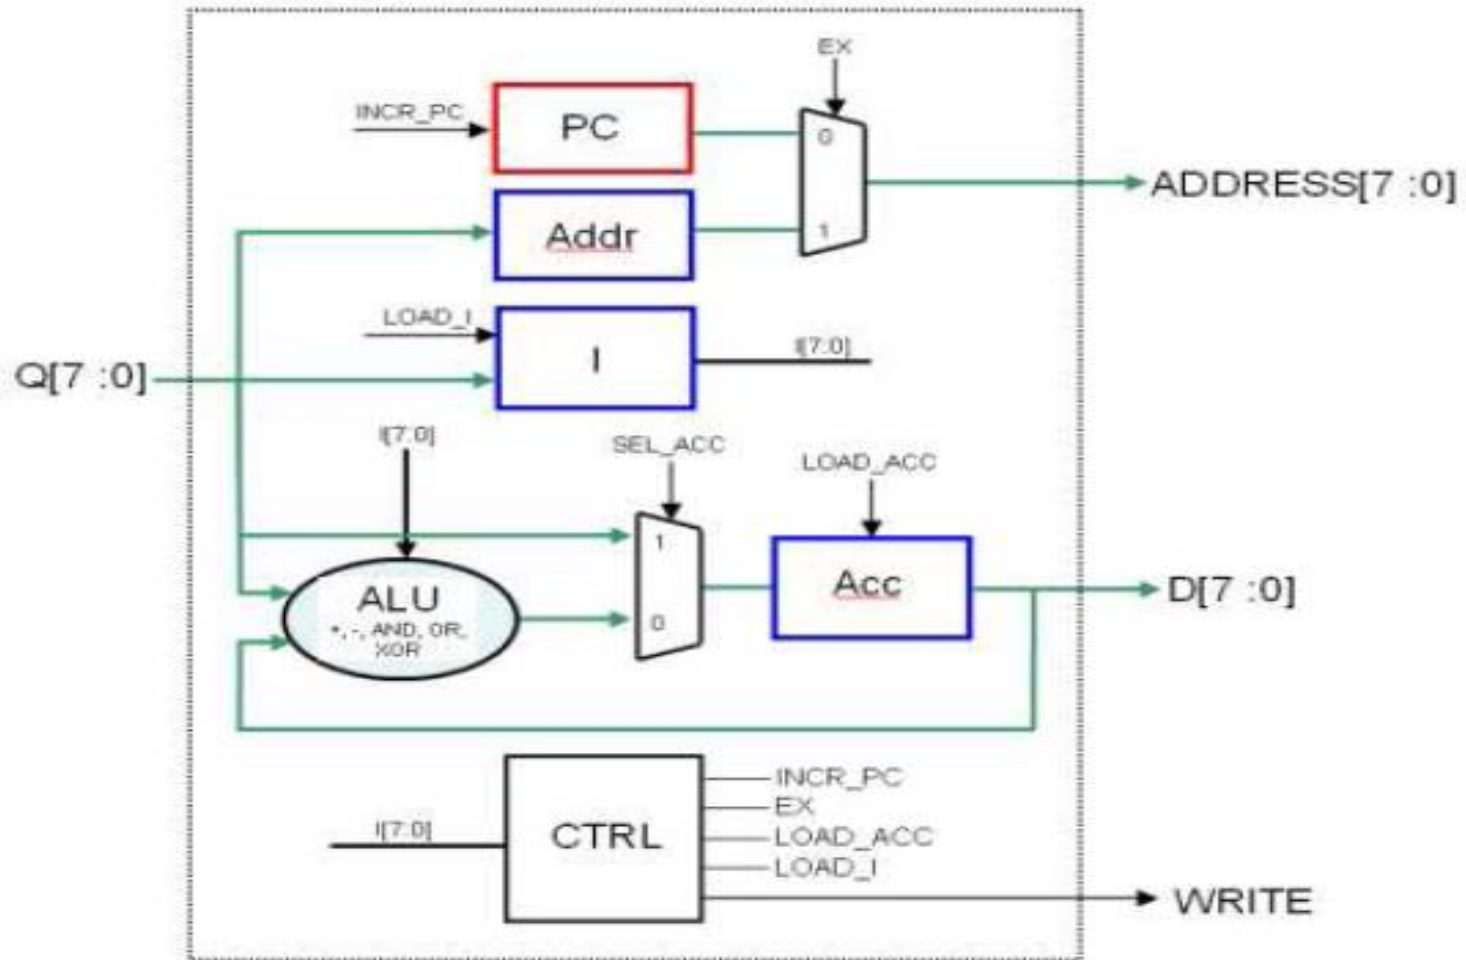 EX
INCR_PC
PC
0
ADDRESS[7 :0]
Addr
1
LOAD_I
I
I[7:0]
Q[7 :0]
I[7:0]
SEL_ACC
LOAD_ACC
1
ALU
+,-, AND, OR,
XOR
0
Acc
D[7 :0]
CTRL
I[7:0]
INCR_PC
EX
LOAD_ACC
LOAD_I
WRITE